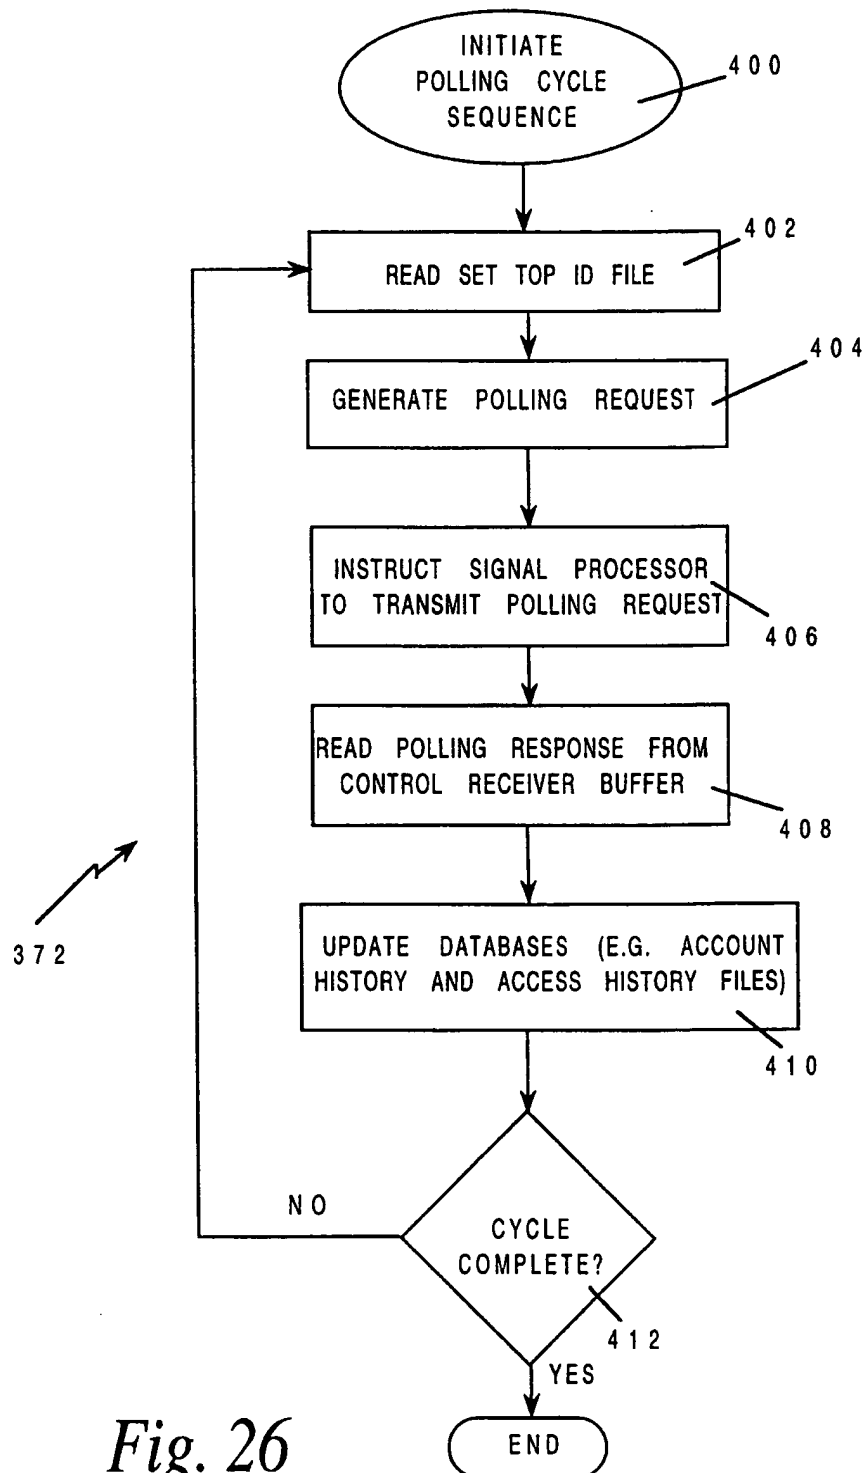 INITIATE
POLLING CYCLE
SEQUENCE
400
402
READ SET TOP ID FILE
404
GENERATE POLLING REQUEST
INSTRUCT SIGNAL PROCESSOR
TO TRANSMIT POLLING REQUEST
406
READ POLLING RESPONSE FROM
CONTROL RECEIVER BUFFER
408
372
UPDATE DATABASES (E.G. ACCOUNT
HISTORY AND ACCESS HISTORY FILES)
410
NO
CYCLE
COMPLETE?
412
YES
END
Fig. 26